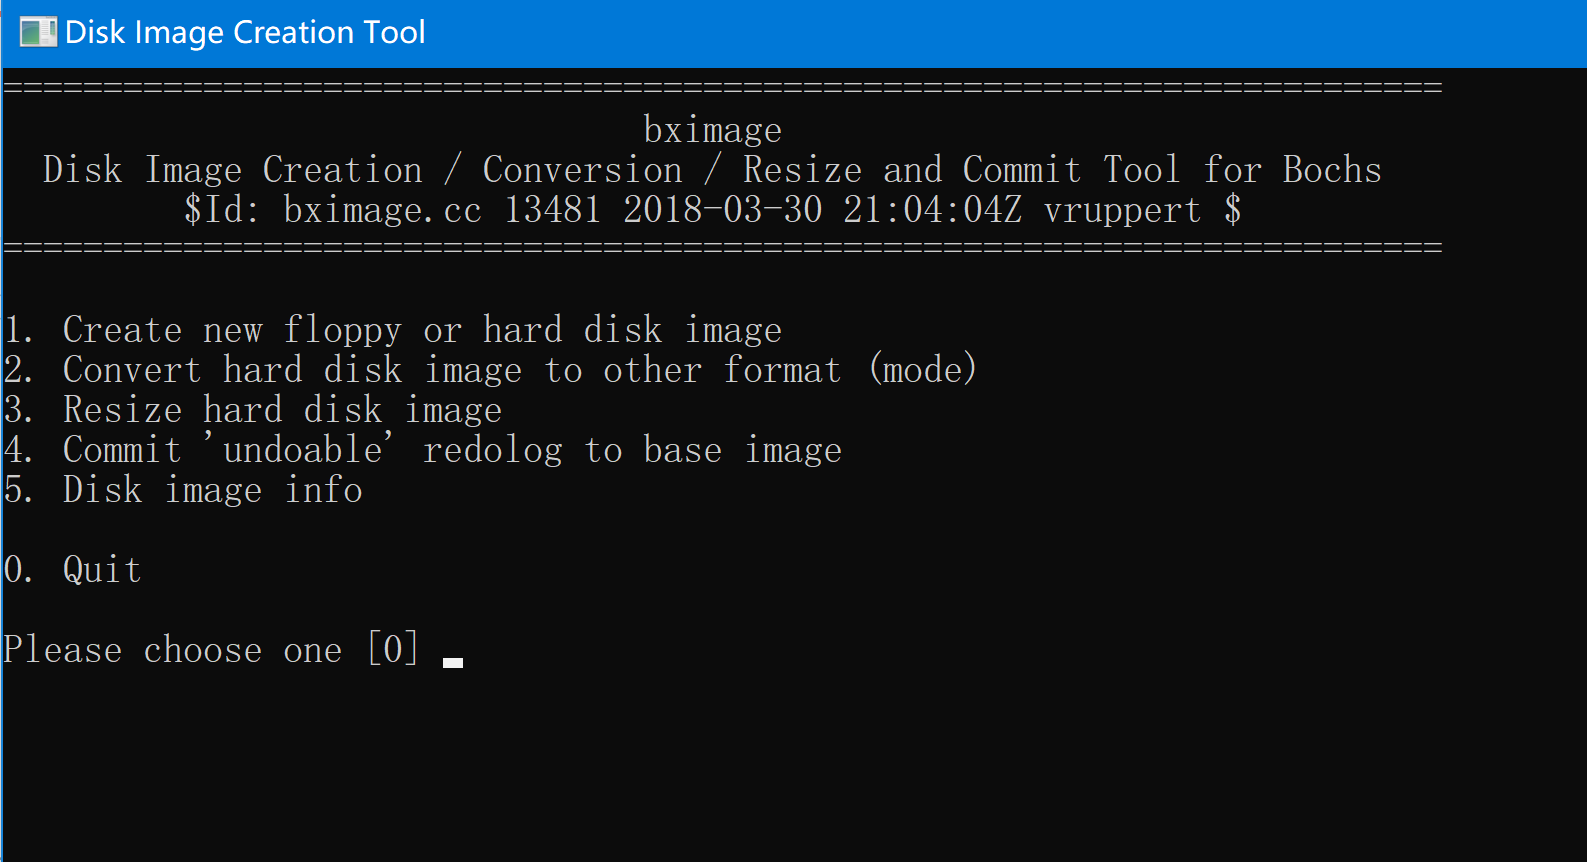 Disk Image Creation Tool
========================================================================
bximage
Disk Image Creation / Conversion / Resize and Commit Tool for Bochs
$Id: bximage.cc 13481 2018-03-30 21:04:04Z vruppert $
========================================================================
1. Create new floppy or hard disk image
2. Convert hard disk image to other format (mode)
3. Resize hard disk image
4. Commit 'undoable' redolog to base image
5. Disk image info
0. Quit
Please choose one [0]